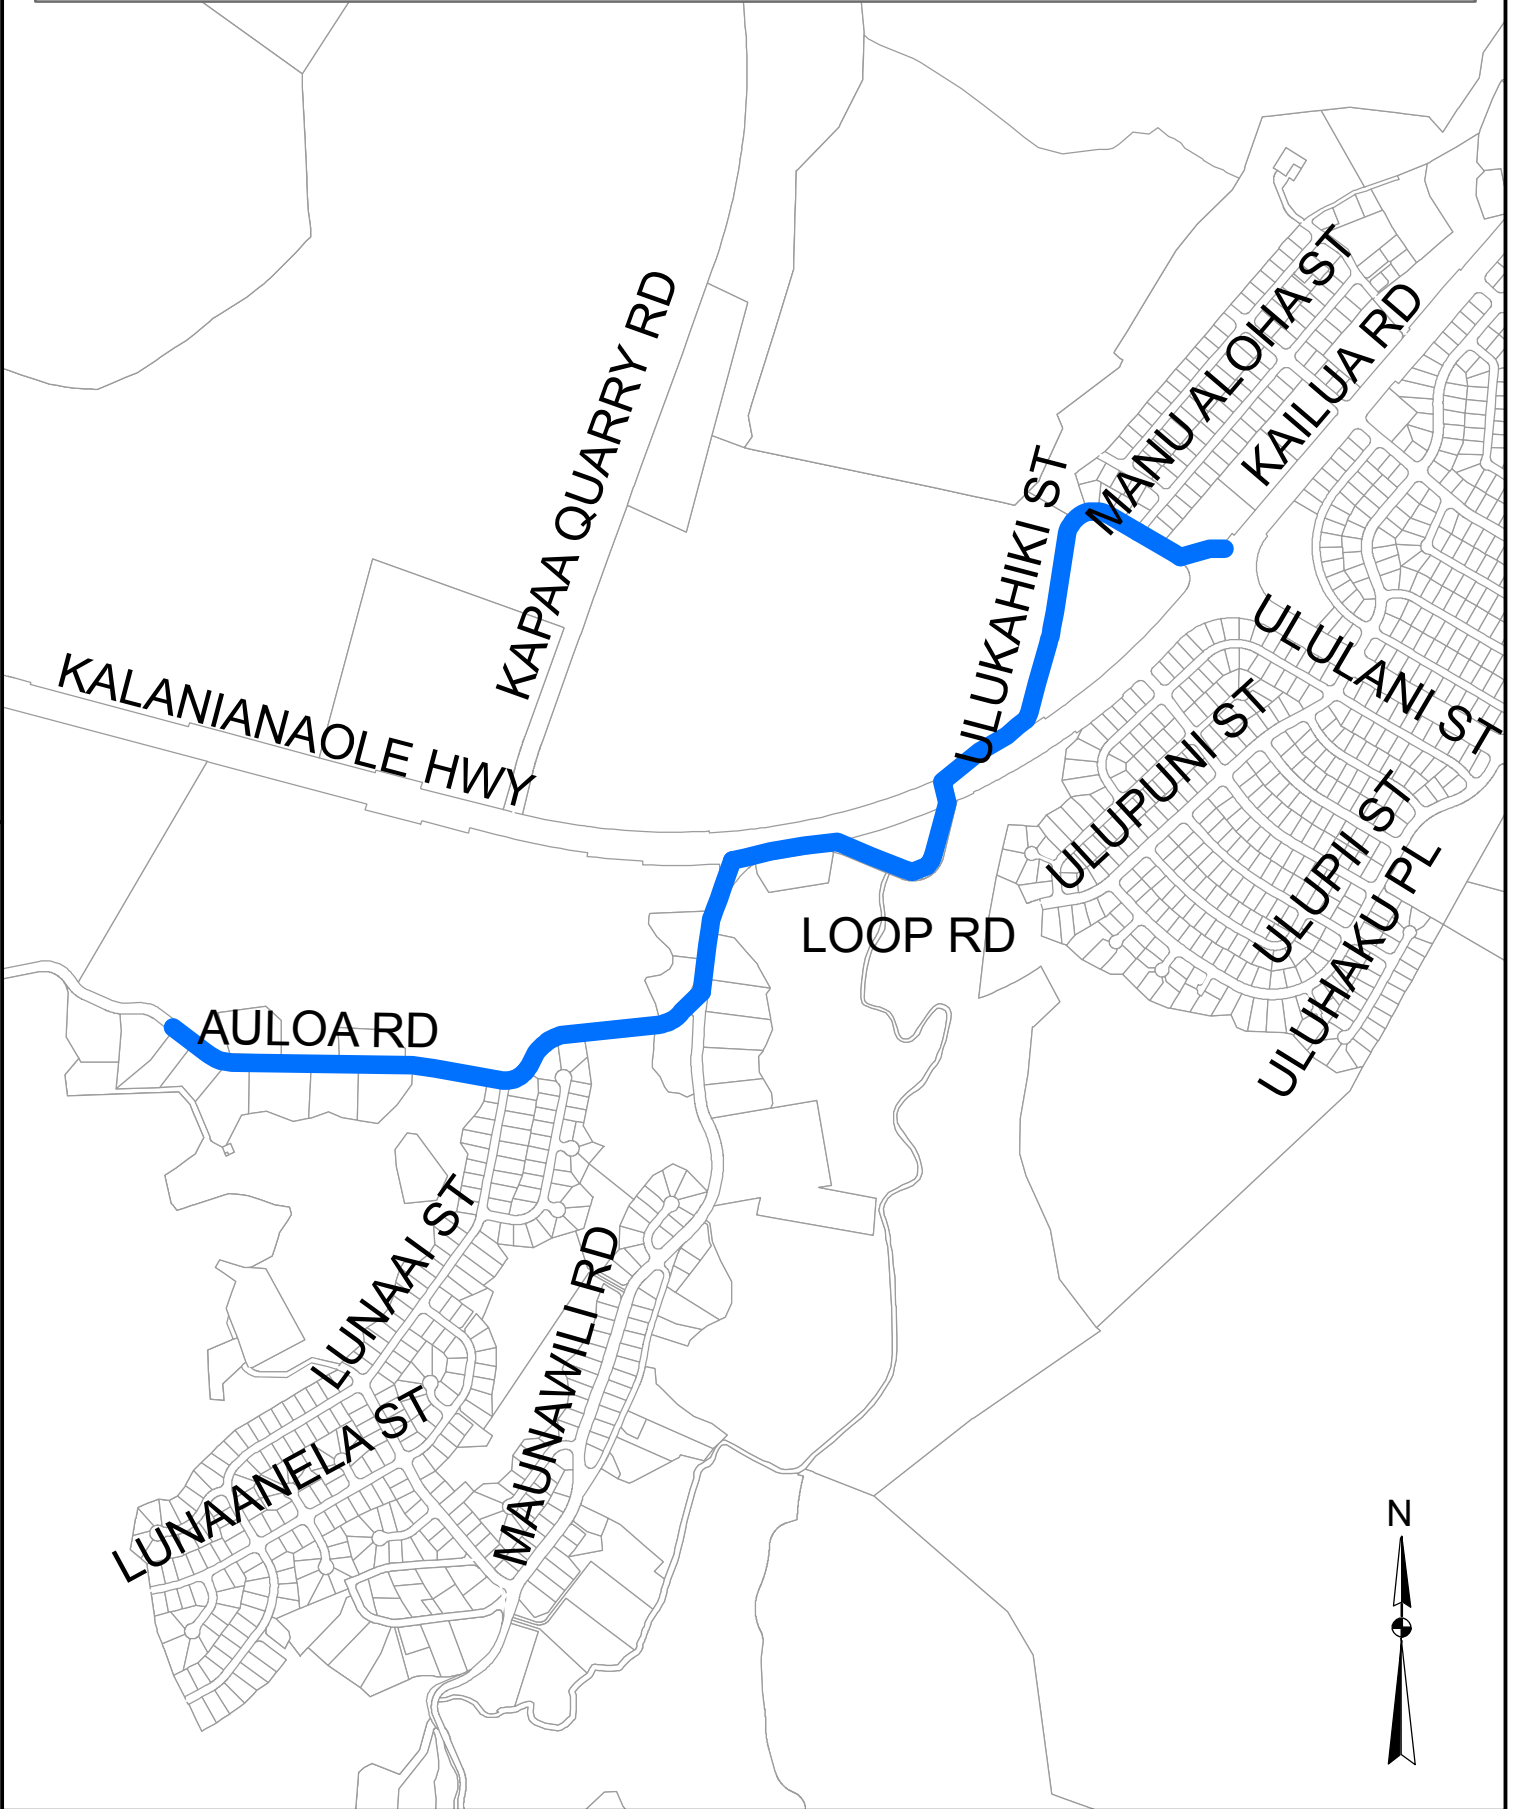 MANU ALOHA ST
KAILUA RD
KAPAA QUARRY RD
ULUKAHIKI ST
KALANIANAOLE HWY
ULULANI ST
ULUPUNI ST
ULUPII ST
ULUHAKU PL
LOOP RD
AULOA RD
LUNAAI ST
MAUNAWILI RD
LUNAANELA ST
N